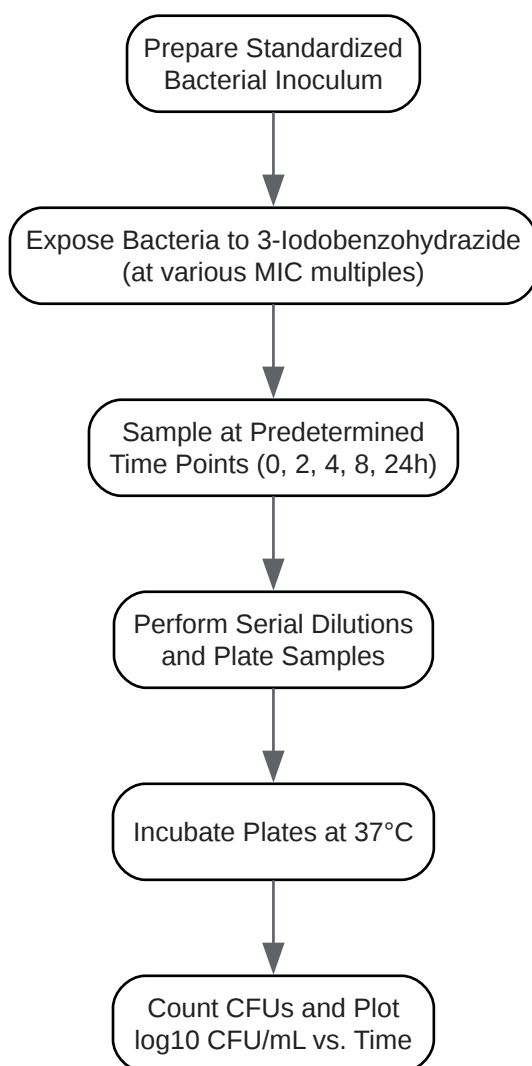 Prepare Standardized
Bacterial Inoculum
Expose Bacteria to 3-Iodobenzohydrazide
(at various MIC multiples)
Sample at Predetermined
Time Points (0, 2, 4, 8, 24h)
Perform Serial Dilutions
and Plate Samples
Incubate Plates at 37°C
Count CFUs and Plot
log10 CFU/mL vs. Time